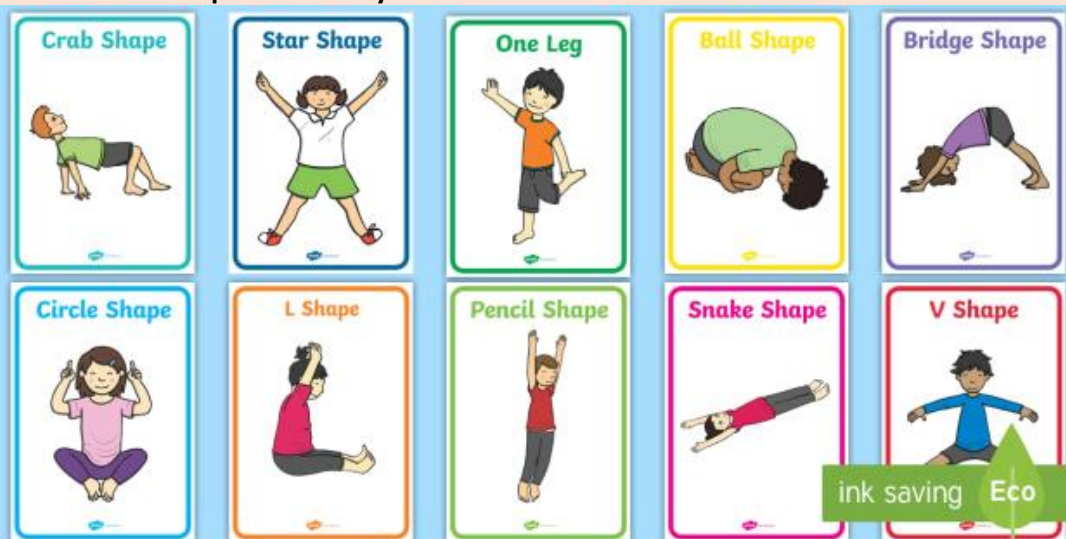 Crab Shape
Star Shape
One Leg
Ball Shape
Bridge Shape
Circle Shape
L Shape
Pencil Shape
Snake Shape
V Shape
ink saving Eco